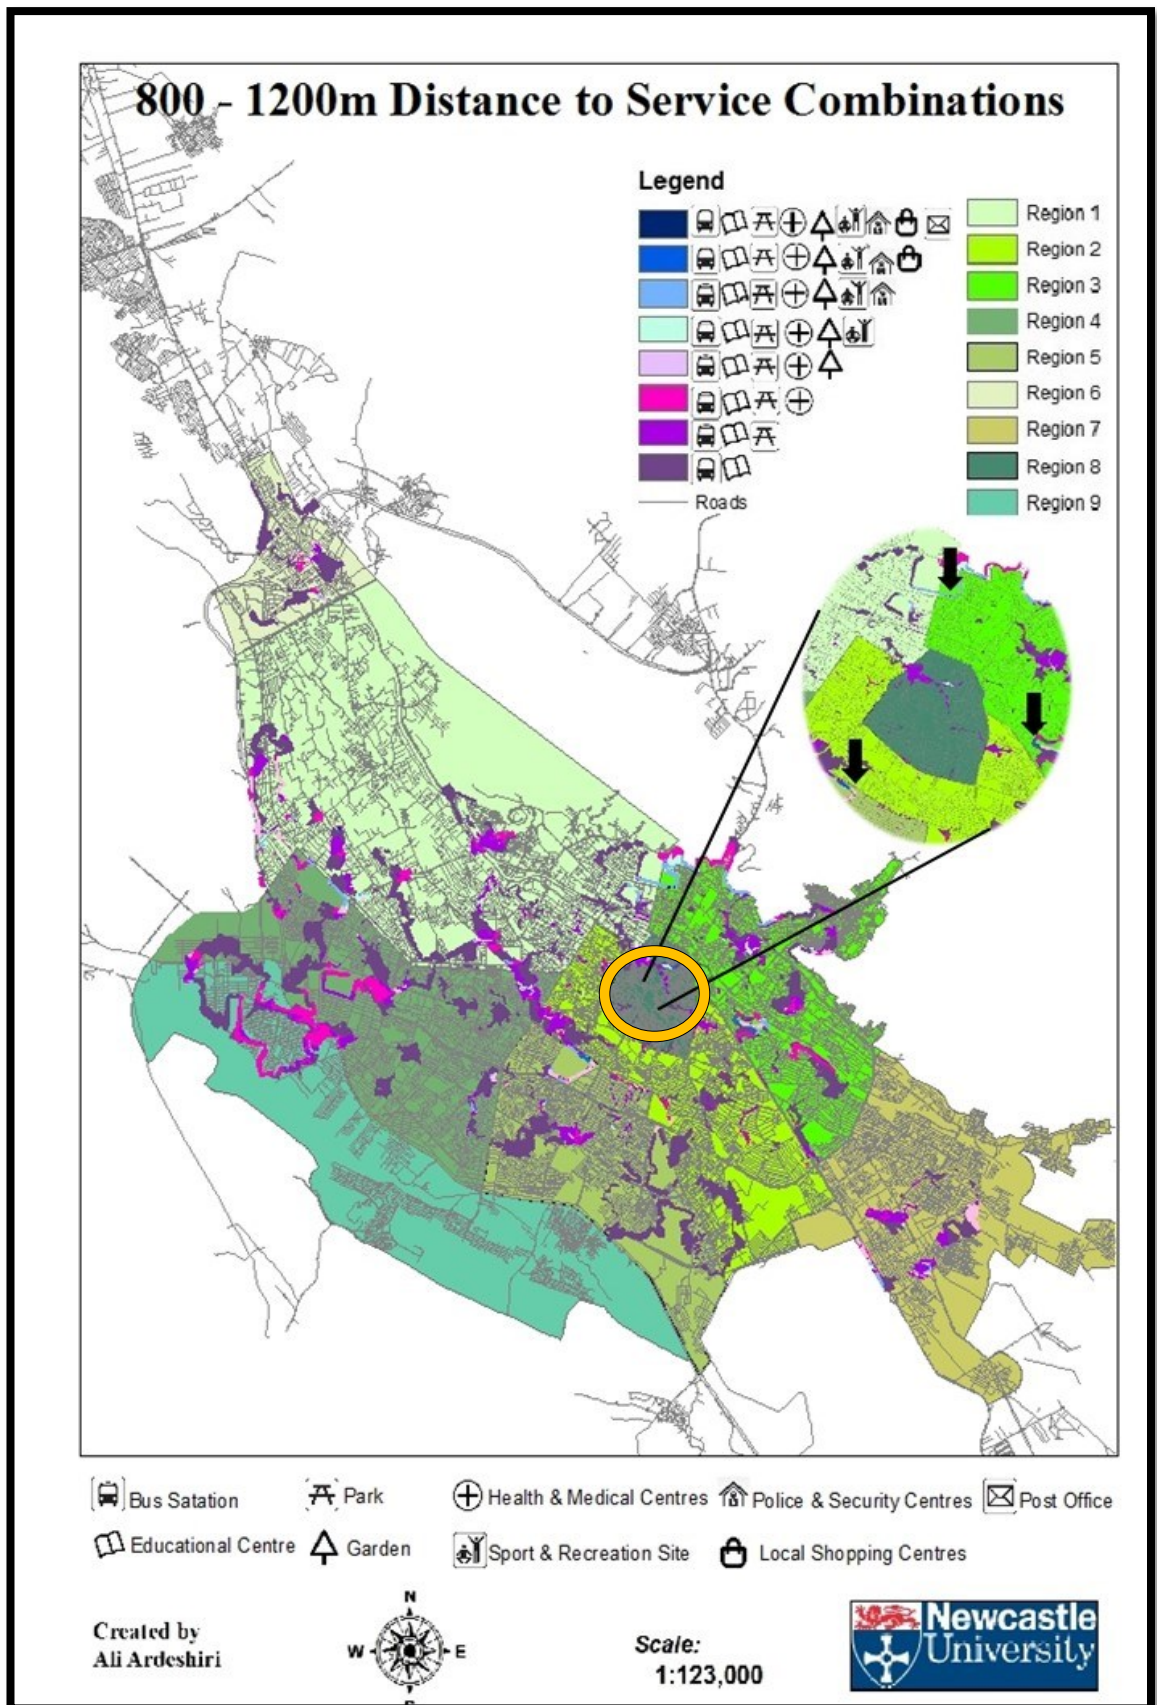 800 - 1200m Distance to Service Combinations
Legend
Roads
Region 1
Region 2
Region 3
Region 4
Region 5
Region 6
Region 7
Region 8
Region 9
Bus Satation
Park
Health & Medical Centres
Police & Security Centres
Post Office
Educational Centre
Garden
Sport & Recreation Site
Local Shopping Centres
Created by
Ali Ardeshiri
N
W
E
S
Scale:
1:123,000
Newcastle
University